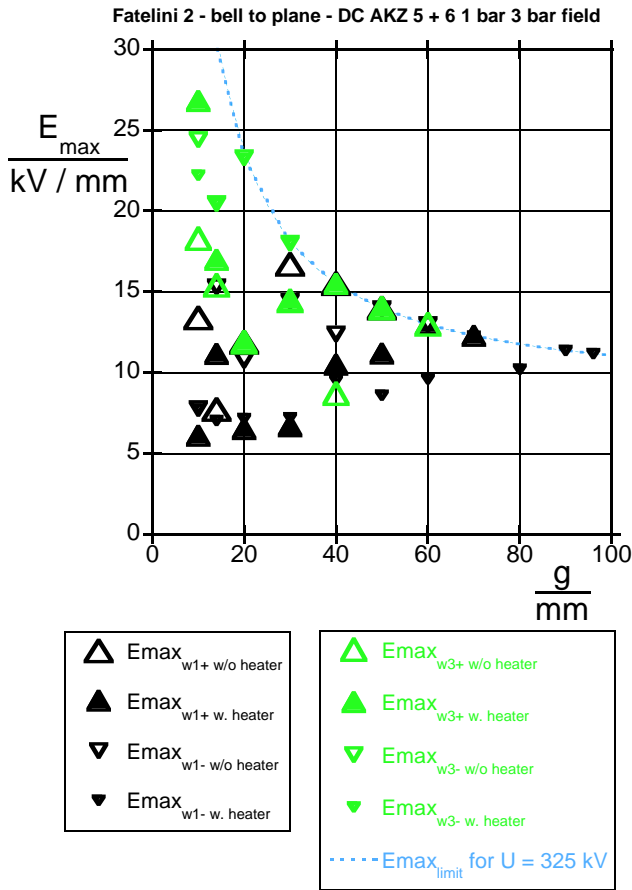 Fatelini 2 - bell to plane - DC AKZ 5 + 6 1 bar 3 bar field
E max
kV / mm
30
25
20
15
10
5
0
0 20 40 60 80 100
g
mm
Emax w1+ w/o heater
Emax w1+ w. heater
Emax w1- w/o heater
Emax w1- w. heater
Emax w3+ w/o heater
Emax w3+ w. heater
Emax w3- w/o heater
Emax w3- w. heater
Emax limit for U = 325 kV